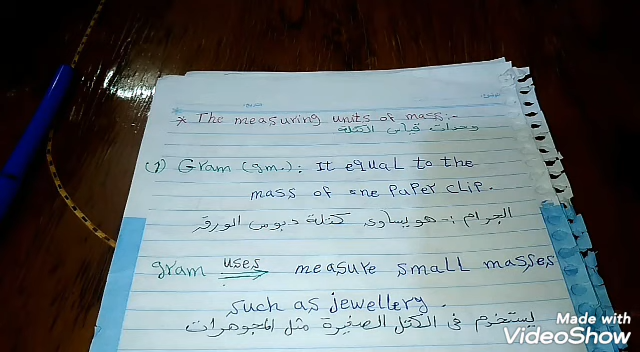 * The measuring units of mass:-
وحدات قياس الكتلة
(1) Gram (gm.): It equal to the
mass of one paper clip.
الجرام :- هو يساوى كتلة دبوس الورق
gram uses measure small masses
such as jewellery.
يستخدم فى الكتل الصغيرة مثل المجوهرات
Made with
VideoShow